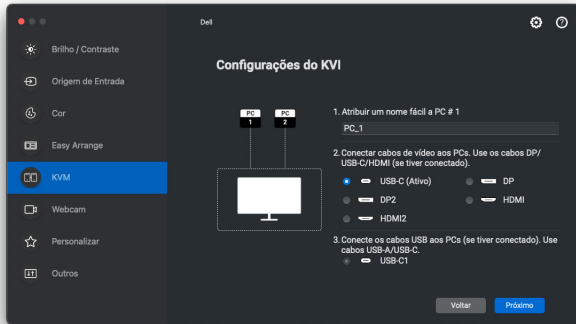 Dell
Brilho / Contraste
Origem de Entrada
Cor
Easy Arrange
KVM
Webcam
Personalizar
Outros
Configurações do KVI
PC
1
PC
2
1. Atribuir um nome fácil a PC # 1
PC_1
2. Conectar cabos de vídeo aos PCs. Use os cabos DP/
USB-C/HDMI (se tiver conectado).
USB-C (Ativo)
DP
DP2
HDMI
HDMI2
3. Conecte os cabos USB aos PCs (se tiver conectado). Use
cabos USB-A/USB-C.
USB-C1
Voltar
Próximo